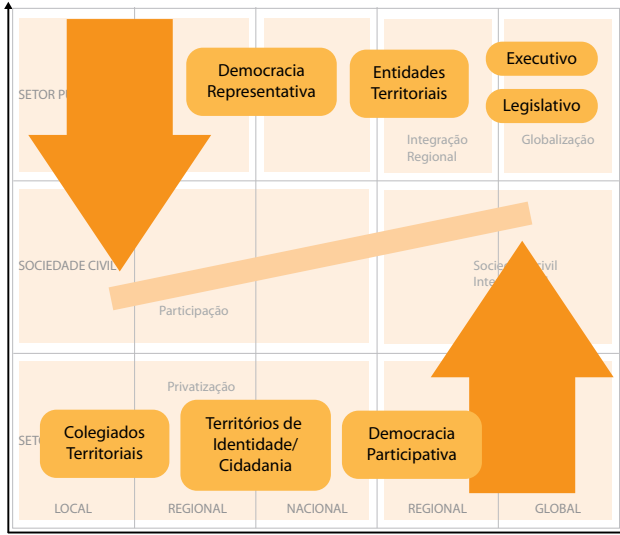 Democracia
Representativa
Entidades
Territoriais
Executivo
Legislativo
SETOR
Integração
Regional
Globalização
SOCIEDADE CIVIL
Participação
Privatização
Colegiados
Territoriais
Territórios de
Identidade/
Cidadania
Democracia
Participativa
LOCAL
REGIONAL
NACIONAL
REGIONAL
GLOBAL